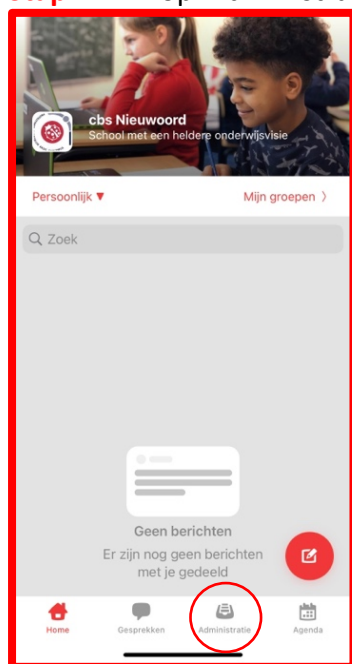 cbs Nieuwoord
School met een heldere onderwijsvisie
Persoonlijk ▼
Mijn groepen 〉
Zoek
Geen berichten
Er zijn nog geen berichten
met je gedeeld
Home
Gesprekken
Administratie
Agenda